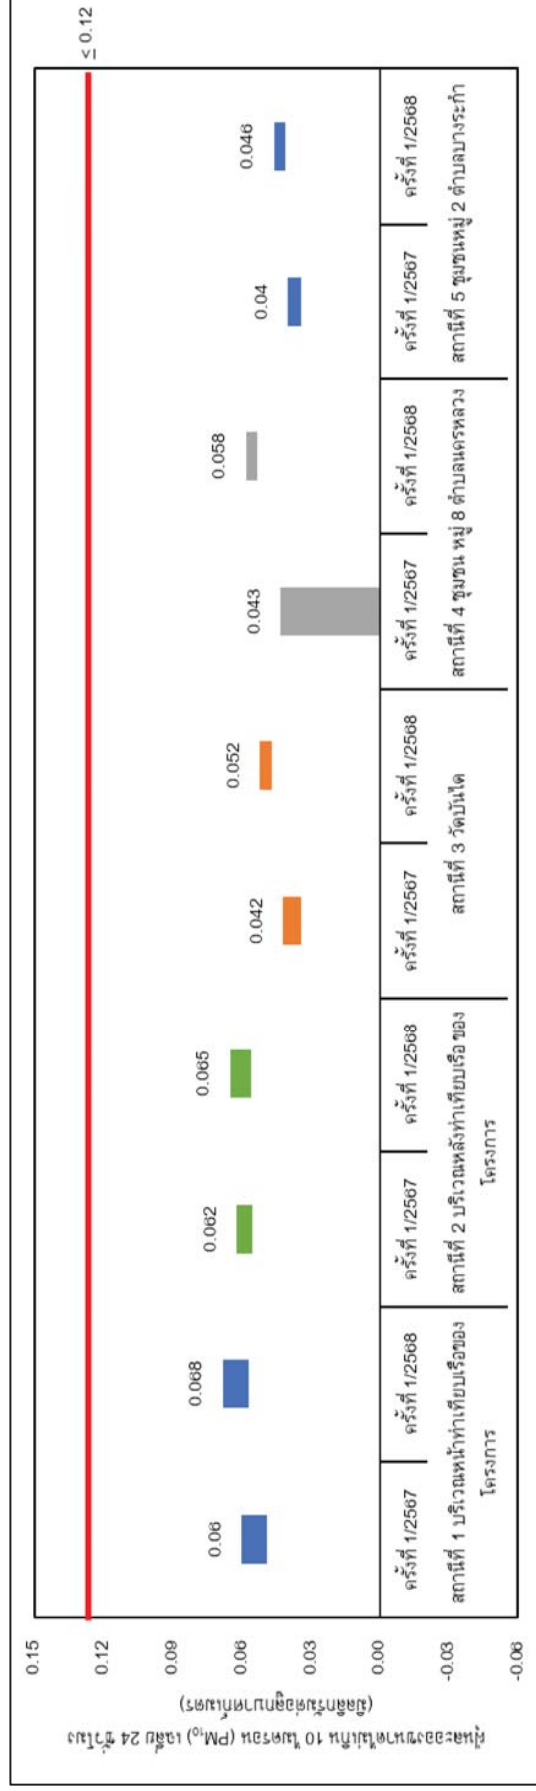 ฝุ่นละอองขนาดไม่เกิน 10 ไมครอน (PM10) เฉลี่ย 24 ชั่วโมง
(มิลลิกรัมต่อลูกบาศก์เมตร)
0.15
0.12
0.09
0.06
0.03
0.00
-0.03
-0.06
≤ 0.12
0.06
0.068
0.062
0.065
0.042
0.052
0.043
0.058
0.04
0.046
ครั้งที่ 1/2567
ครั้งที่ 1/2568
ครั้งที่ 1/2567
ครั้งที่ 1/2568
ครั้งที่ 1/2567
ครั้งที่ 1/2568
ครั้งที่ 1/2567
ครั้งที่ 1/2568
ครั้งที่ 1/2567
ครั้งที่ 1/2568
สถานีที่ 1 บริเวณหน้าท่าเทียบเรือของ
โครงการ
สถานีที่ 2 บริเวณหลังท่าเทียบเรือ ของ
โครงการ
สถานีที่ 3 วัดบันได
สถานีที่ 4 ชุมชน หมู่ 8 ตำบลนครหลวง
สถานีที่ 5 ชุมชนหมู่ 2 ตำบลบางระกำ